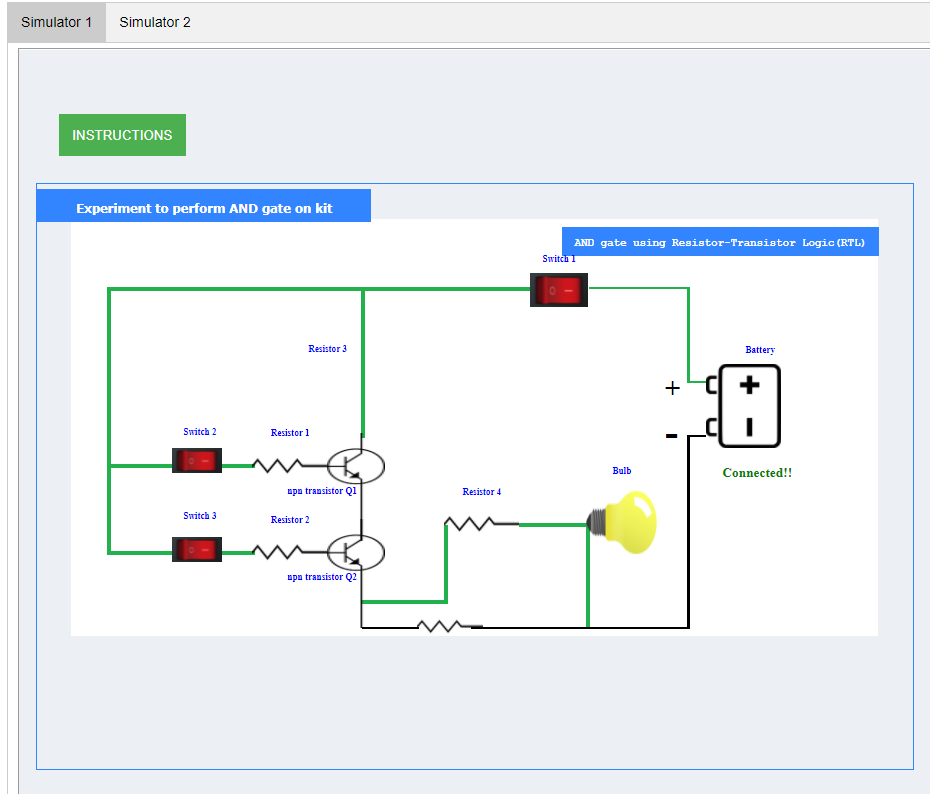 Simulator 1
Simulator 2
INSTRUCTIONS
Experiment to perform AND gate on kit
AND gate using Resistor-Transistor Logic(RTL)
Switch 1
Resistor 3
Battery
+
-
Switch 2
Resistor 1
Connected!!
Bulb
npn transistor Q1
Resistor 4
Switch 3
Resistor 2
npn transistor Q2